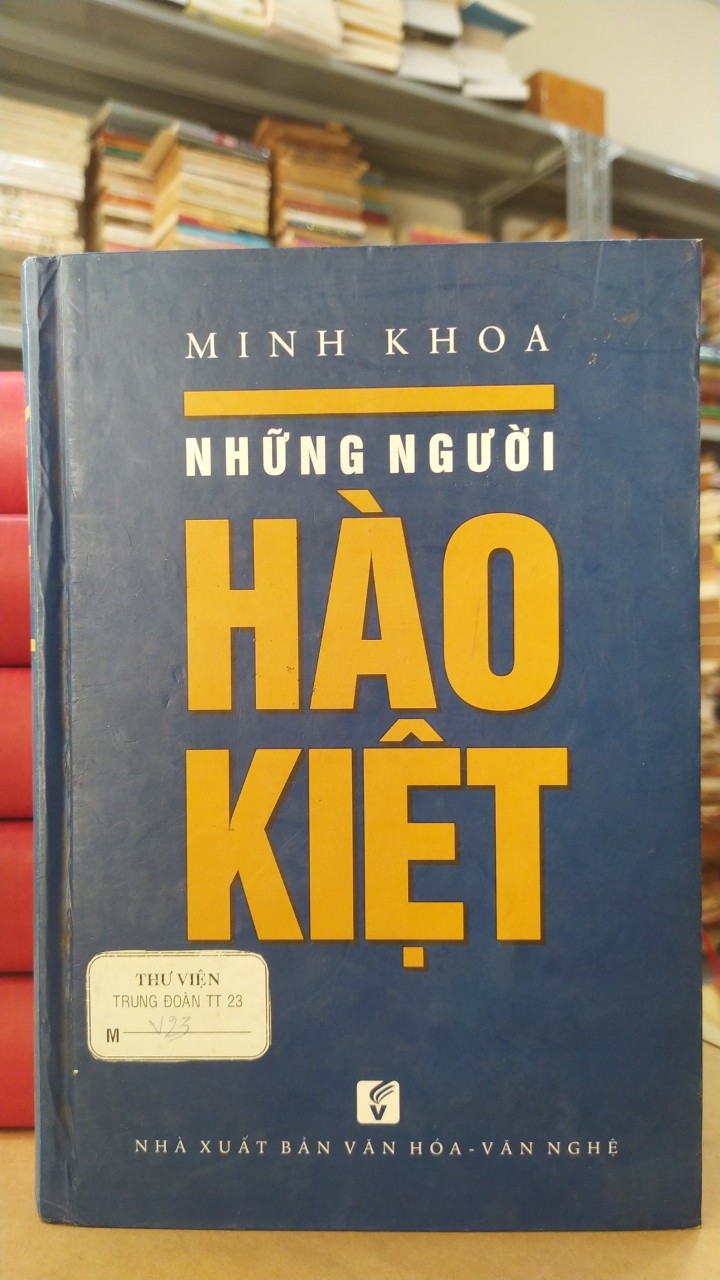 MINH KHOA
NHỮNG NGƯỜI
HÀO
KIỆT
THƯ VIỆN
TRUNG ĐOÀN TT 23
M V23
V
NHÀ XUẤT BẢN VĂN HÓA - VĂN NGHỆ